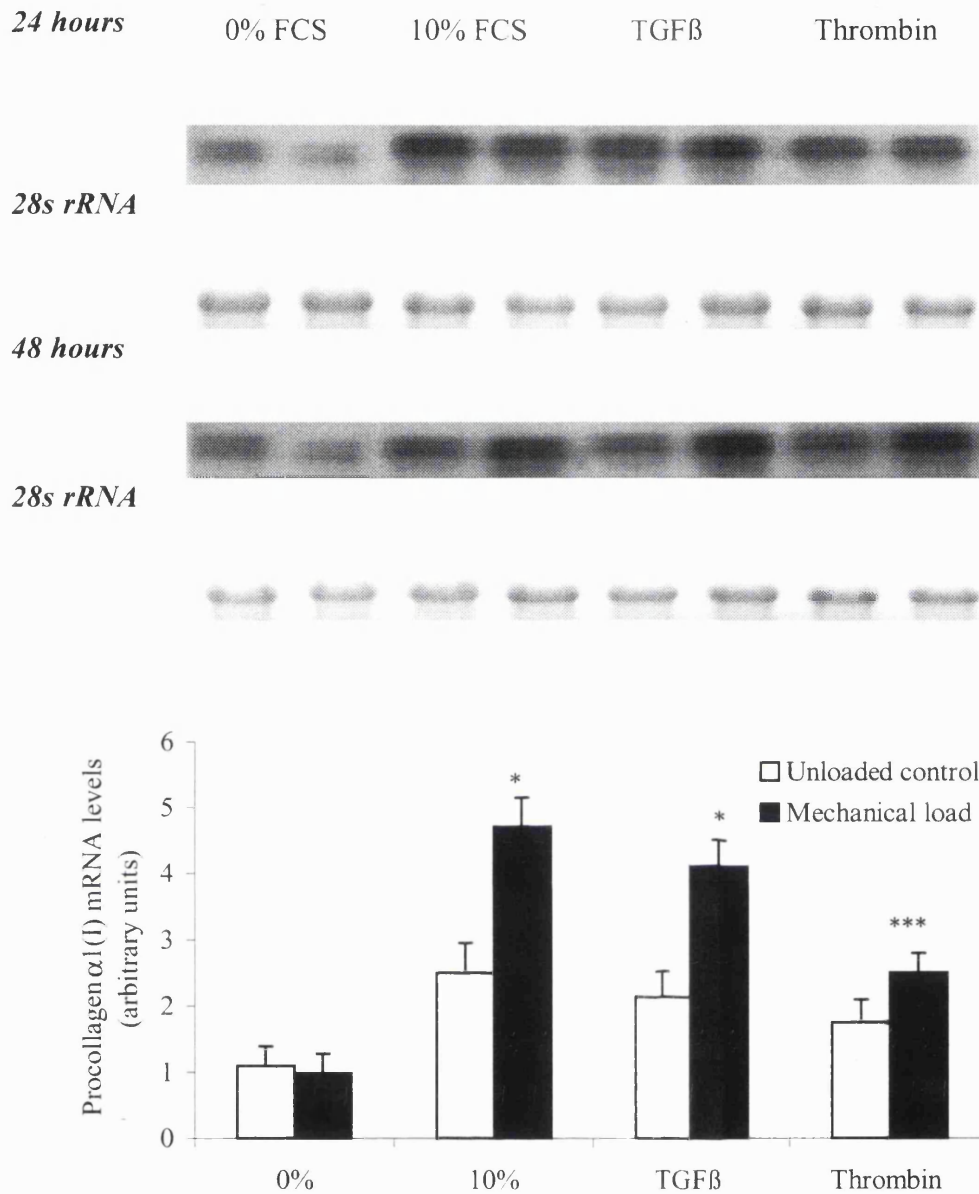 24 hours 0% FCS 10% FCS TGFß Thrombin
28s rRNA
48 hours
28s rRNA
Procollagen α1(I) mRNA levels
(arbitrary units)
6
5
4
3
2
1
0
* * ***
Unloaded control
Mechanical load
0% 10% TGFß Thrombin